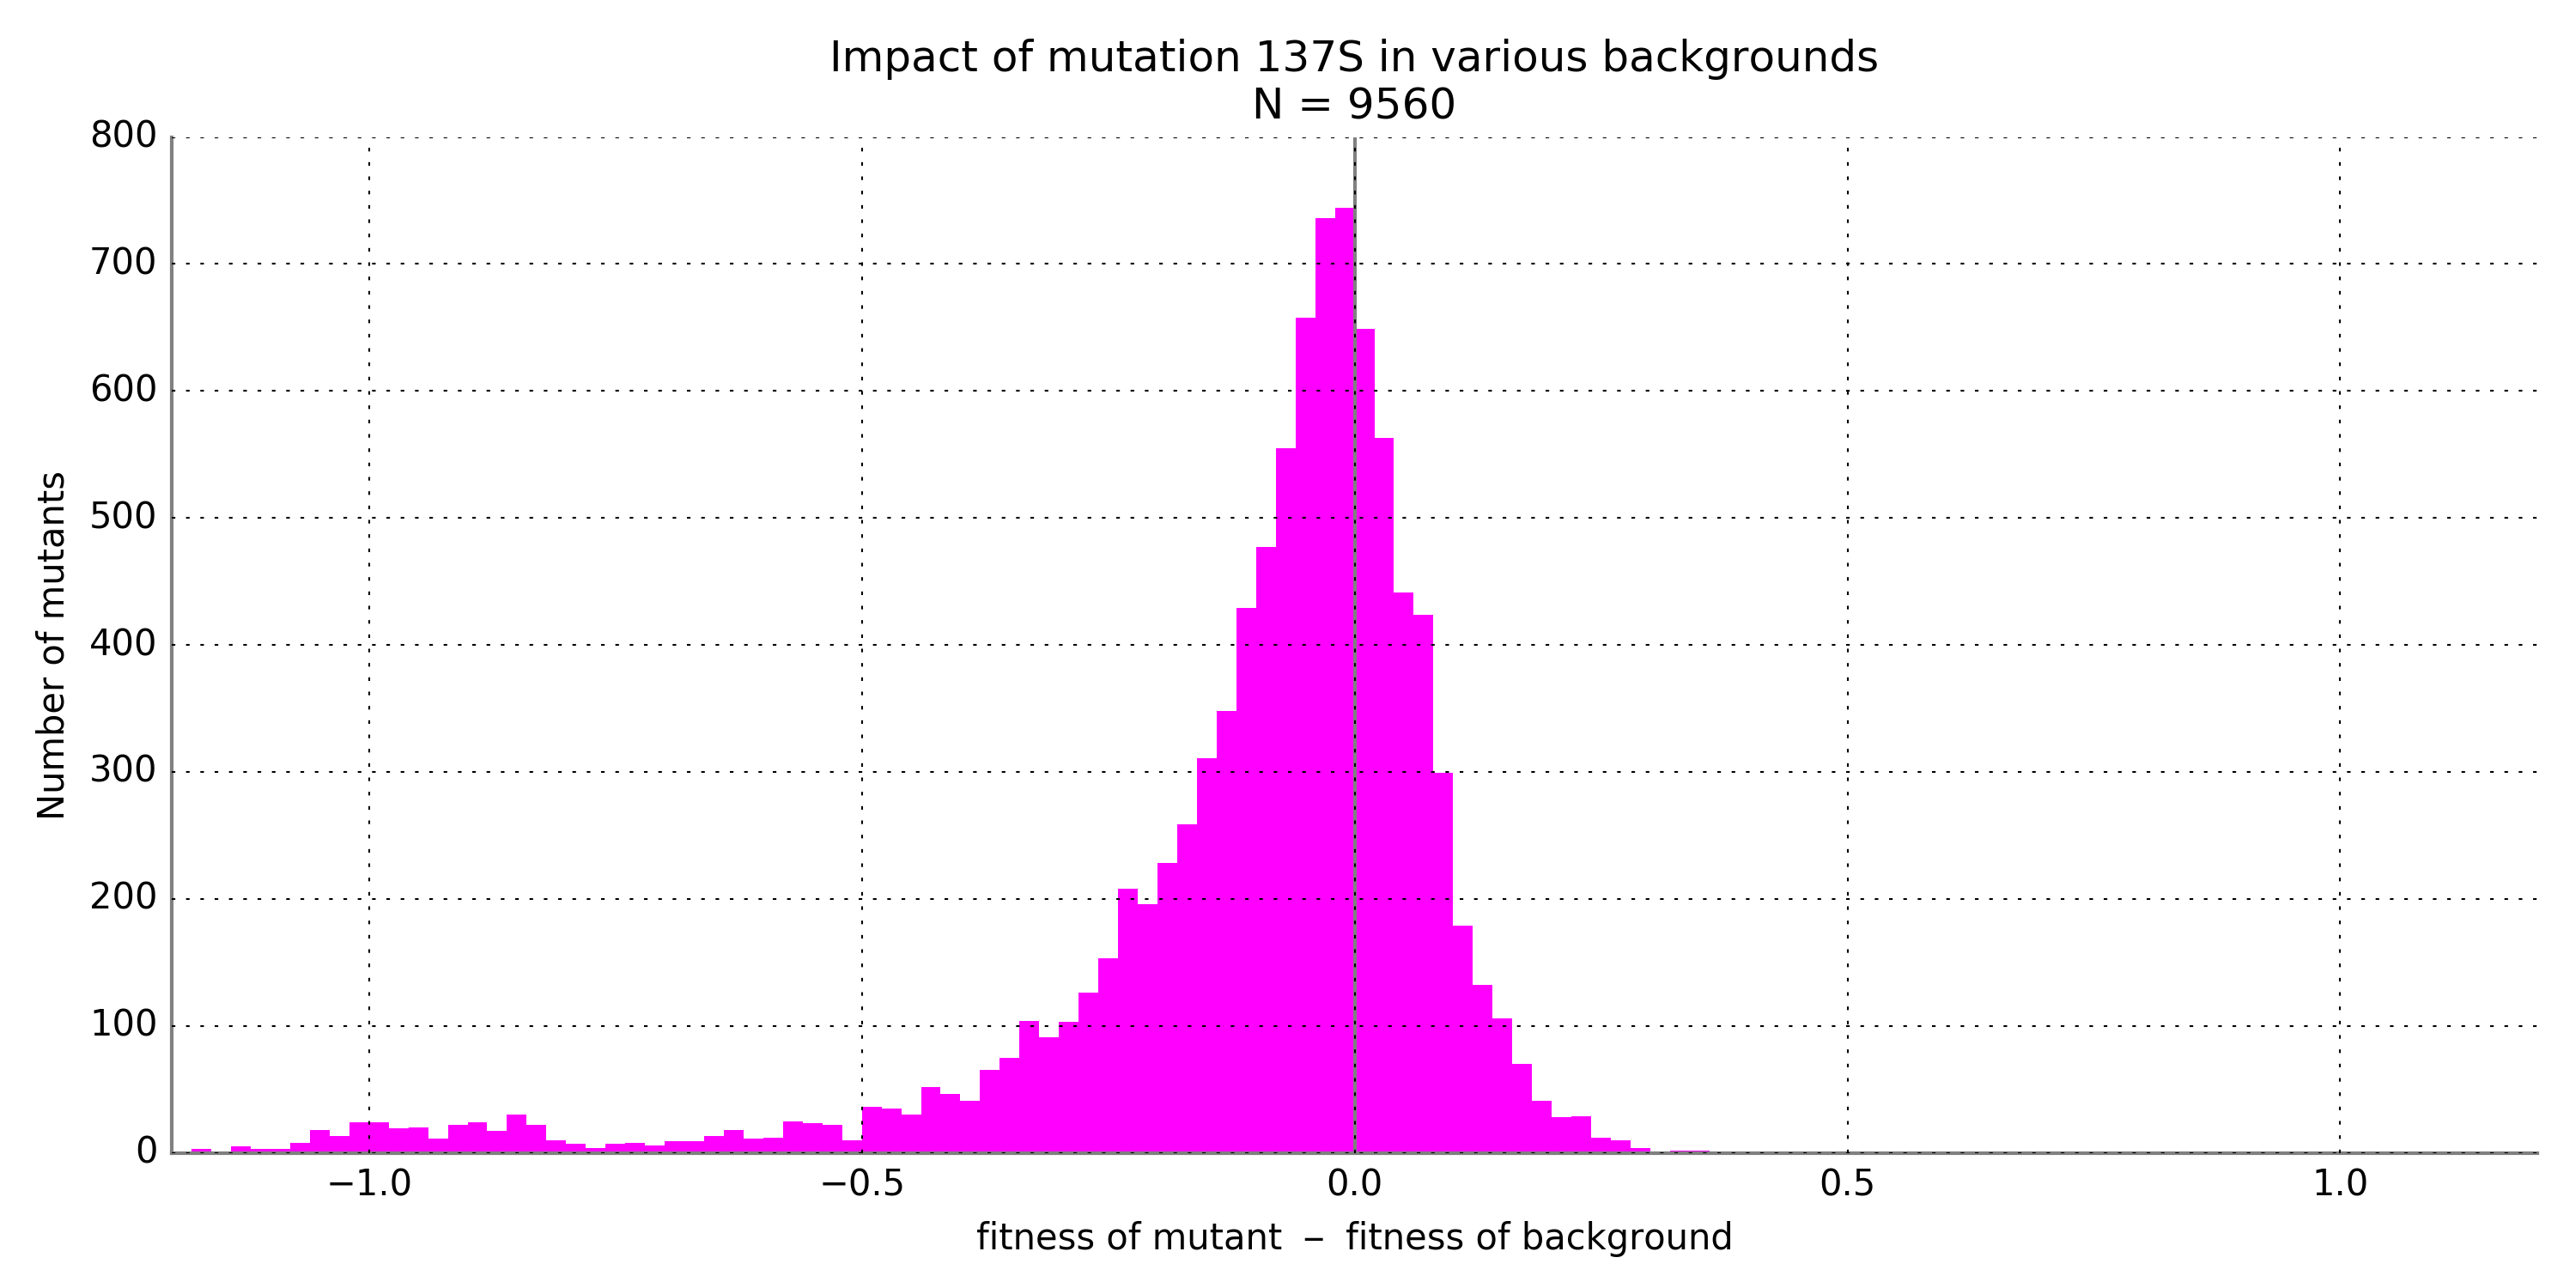 Impact of mutation 137S in various backgrounds
N = 9560
800
700
600
500
400
300
200
100
0
Number of mutants
−1.0 −0.5 0.0 0.5 1.0
fitness of mutant – fitness of background